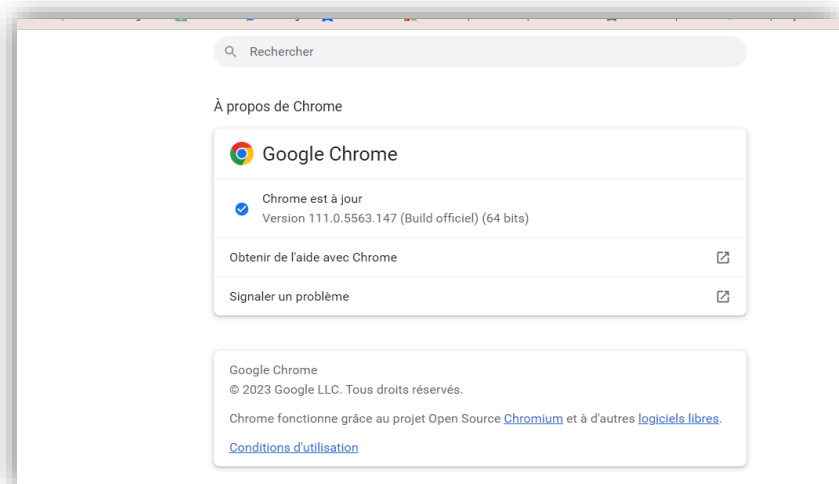 Rechercher
À propos de Chrome
Google Chrome
Chrome est à jour
Version 111.0.5563.147 (Build officiel) (64 bits)
Obtenir de l'aide avec Chrome
Signaler un problème
Google Chrome
© 2023 Google LLC. Tous droits réservés.
Chrome fonctionne grâce au projet Open Source Chromium et à d'autres logiciels libres.
Conditions d'utilisation